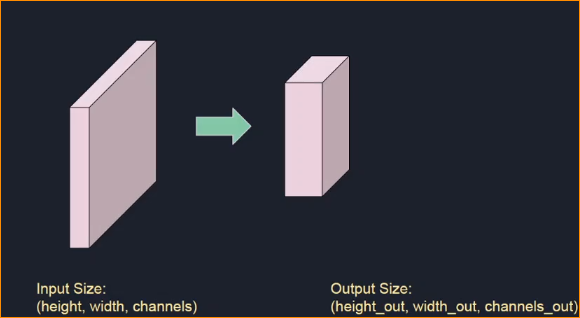 Input Size:
(height, width, channels)
Output Size:
(height_out, width_out, channels_out)